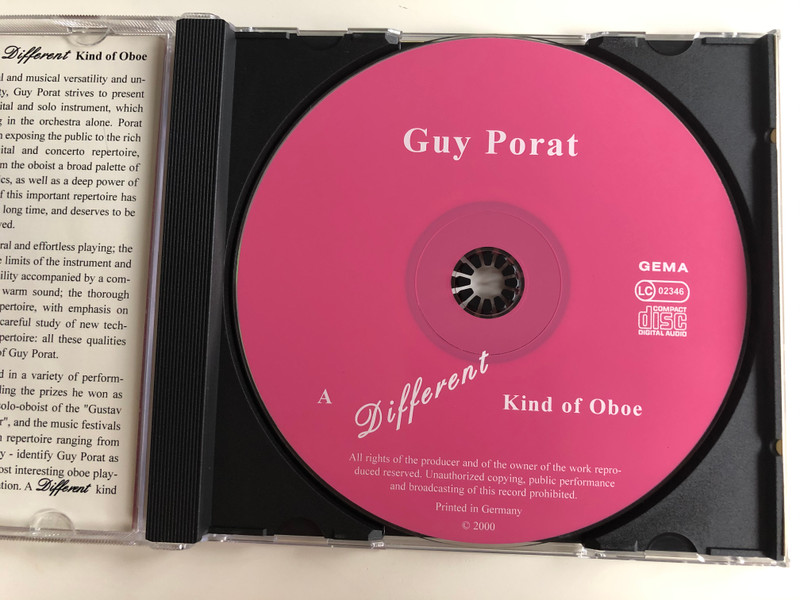 Different Kind of Oboe
l and musical versatility and un-
ty, Guy Porat strives to present
ital and solo instrument, which
g in the orchestra alone. Porat
n exposing the public to the rich
ital and concerto repertoire,
m the oboist a broad palette of
cs, as well as a deep power of
f this important repertoire has
long time, and deserves to be
ved.
ral and effortless playing; the
e limits of the instrument and
ility accompanied by a com-
warm sound; the thorough
pertoire, with emphasis on
careful study of new tech-
pertoire: all these qualities
of Guy Porat.
d in a variety of perform-
ding the prizes he won as
solo-oboist of the "Gustav
r", and the music festivals
n repertoire ranging from
y - identify Guy Porat as
ost interesting oboe play-
ation. A Different kind
Guy Porat
GEMA
LC 02346
COMPACT
disc
DIGITAL AUDIO
A Different Kind of Oboe
All rights of the producer and of the owner of the work repro-
duced reserved. Unauthorized copying, public performance
and broadcasting of this record prohibited.
Printed in Germany
© 2000